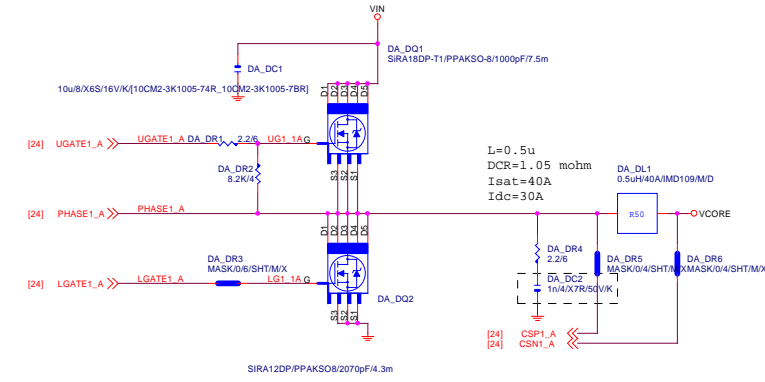 VIN
DA_DQ1
SiRA18DP-T1/PPAKSO-8/1000pF/7.5m
DA_DC1
10u/8/X6S/16V/K/[10CM2-3K1005-74R_10CM2-3K1005-7BR]
D1 D2 D3 D4 D5
[24] UGATE1_A UGATE1_A DA_DR1 2.2/6 UG1_1A G
DA_DR2
8.2K/4
S3 S2 S1
L=0.5u
DCR=1.05 mohm
Isat=40A
Idc=30A
DA_DL1
0.5uH/40A/IMD109/M/D
[24] PHASE1_A PHASE1_A
R50
VCORE
D1 D2 D3 D4 D5
DA_DR3
MASK/0/6/SHT/M/X
[24] LGATE1_A LGATE1_A LG1_1A G
DA_DQ2
S3 S2 S1
DA_DR4
2.2/6
DA_DR5
MASK/0/4/SHT/M/X
DA_DR6
MASK/0/4/SHT/M/X
DA_DC2
1n/4/X7R/50V/K
[24] CSP1_A
[24] CSN1_A
SIRA12DP/PPAKSO8/2070pF/4.3m